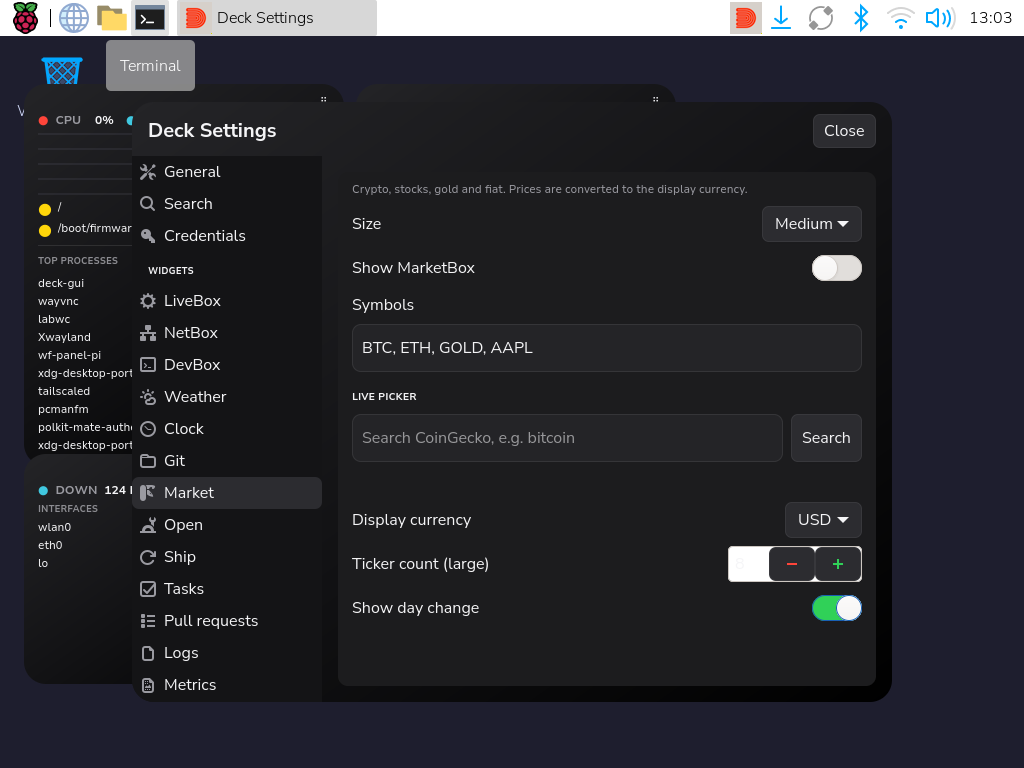 Deck Settings
13:03
Terminal
CPU 0%
/
/boot/firmwar
TOP PROCESSES
deck-gui
wayvnc
labwc
Xwayland
wf-panel-pi
xdg-desktop-port
tailscaled
pcmanfm
polkit-mate-authe
xdg-desktop-port
DOWN 124
INTERFACES
wlan0
eth0
lo
Deck Settings
Close
General
Search
Credentials
WIDGETS
LiveBox
NetBox
DevBox
Weather
Clock
Git
Market
Open
Ship
Tasks
Pull requests
Logs
Metrics
Crypto, stocks, gold and fiat. Prices are converted to the display currency.
Size
Medium
Show MarketBox
Symbols
BTC, ETH, GOLD, AAPL
LIVE PICKER
Search CoinGecko, e.g. bitcoin
Search
Display currency
USD
Ticker count (large)
8
Show day change